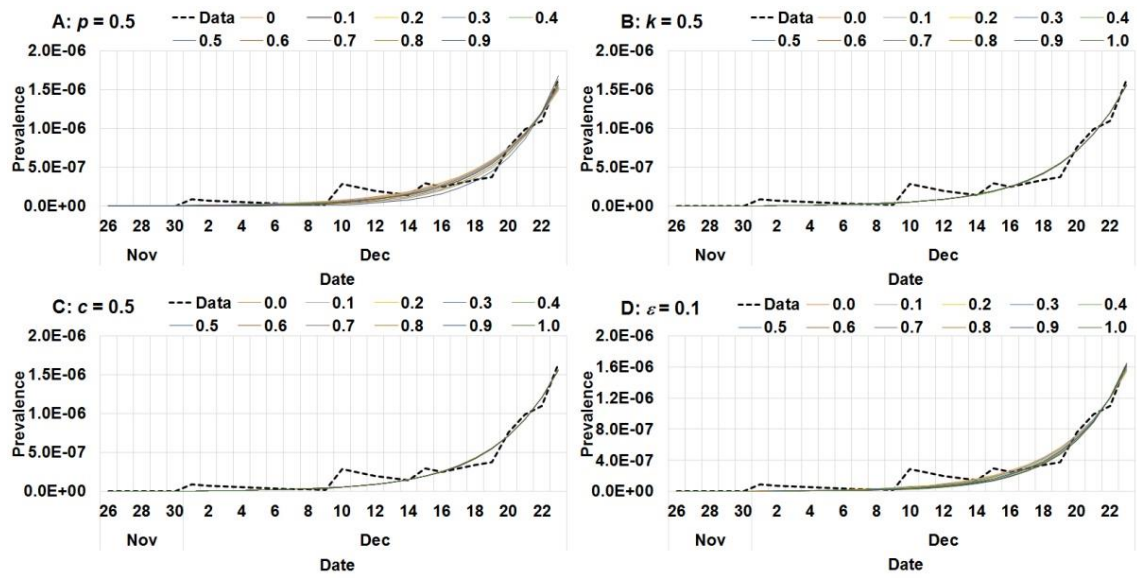 A: p = 0.5
Data 0 0.1 0.2 0.3 0.4
0.5 0.6 0.7 0.8 0.9
2.0E-06
1.5E-06
1.0E-06
5.0E-07
0.0E+00
Prevalence
26 28 30 2 4 6 8 10 12 14 16 18 20 22
Nov Dec
Date
B: k = 0.5
Data 0.0 0.1 0.2 0.3 0.4
0.5 0.6 0.7 0.8 0.9 1.0
2.0E-06
1.5E-06
1.0E-06
5.0E-07
0.0E+00
Prevalence
26 28 30 2 4 6 8 10 12 14 16 18 20 22
Nov Dec
Date
C: c = 0.5
Data 0.0 0.1 0.2 0.3 0.4
0.5 0.6 0.7 0.8 0.9 1.0
2.0E-06
1.5E-06
1.0E-06
5.0E-07
0.0E+00
Prevalence
26 28 30 2 4 6 8 10 12 14 16 18 20 22
Nov Dec
Date
D: ε = 0.1
Data 0.0 0.1 0.2 0.3 0.4
0.5 0.6 0.7 0.8 0.9 1.0
2.0E-06
1.6E-06
1.2E-06
8.0E-07
4.0E-07
0.0E+00
Prevalence
26 28 30 2 4 6 8 10 12 14 16 18 20 22
Nov Dec
Date